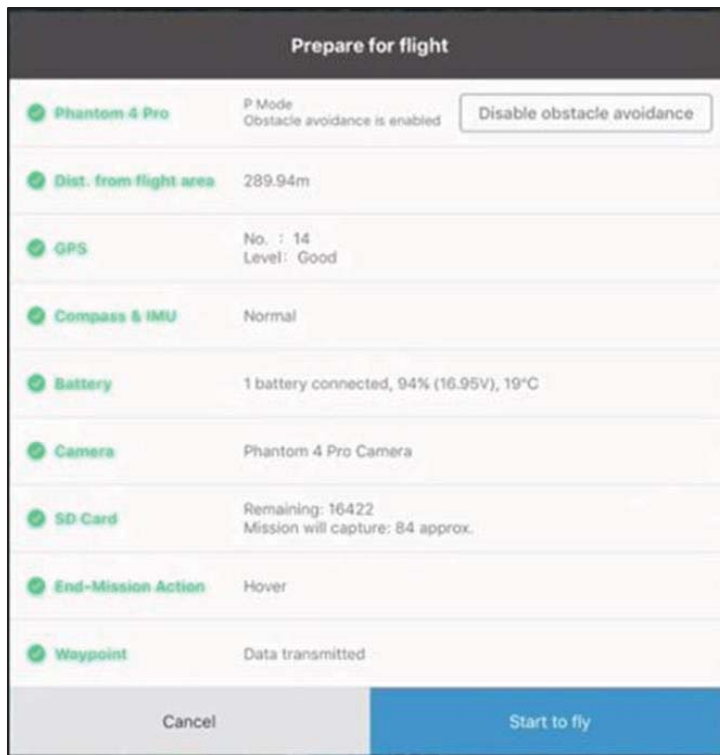 Prepare for flight
Phantom 4 Pro
P Mode
Obstacle avoidance is enabled
Disable obstacle avoidance
Dist. from flight area
289.94m
GPS
No. : 14
Level: Good
Compass & IMU
Normal
Battery
1 battery connected, 94% (16.95V), 19°C
Camera
Phantom 4 Pro Camera
SD Card
Remaining: 16422
Mission will capture: 84 approx.
End-Mission Action
Hover
Waypoint
Data transmitted
Cancel
Start to fly